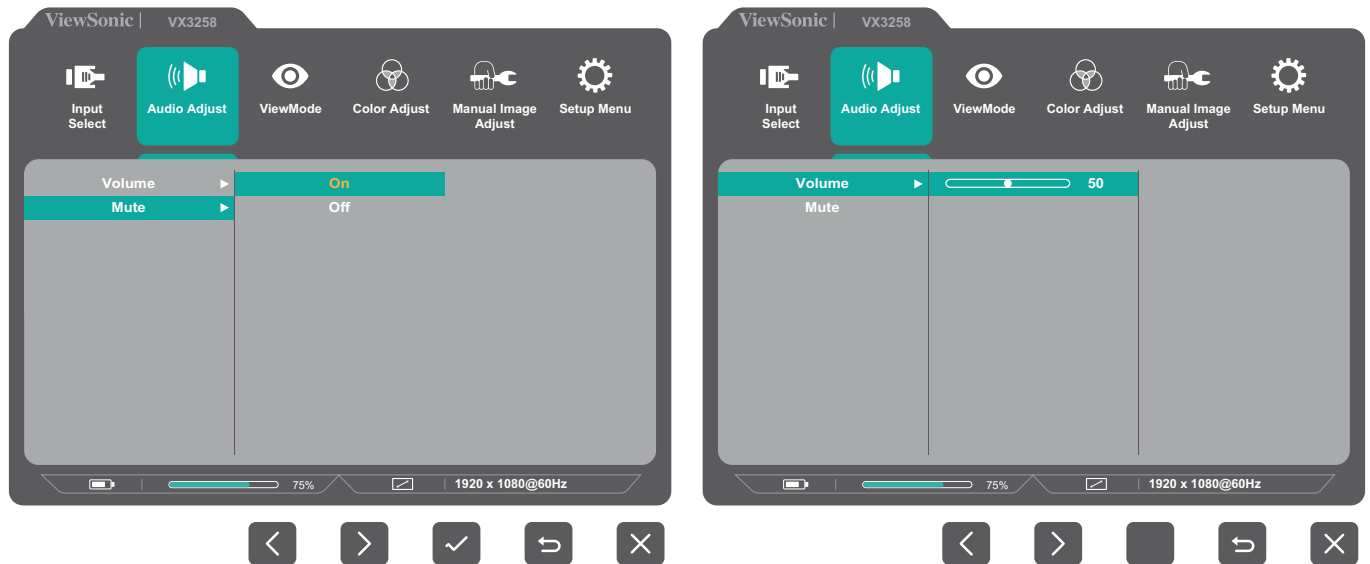 ViewSonic | VX3258
Input
Select
Audio Adjust
ViewMode
Color Adjust
Manual Image
Adjust
Setup Menu
Volume
On
Mute
Off
75%
1920 x 1080@60Hz
ViewSonic | VX3258
Input
Select
Audio Adjust
ViewMode
Color Adjust
Manual Image
Adjust
Setup Menu
Volume
50
Mute
75%
1920 x 1080@60Hz